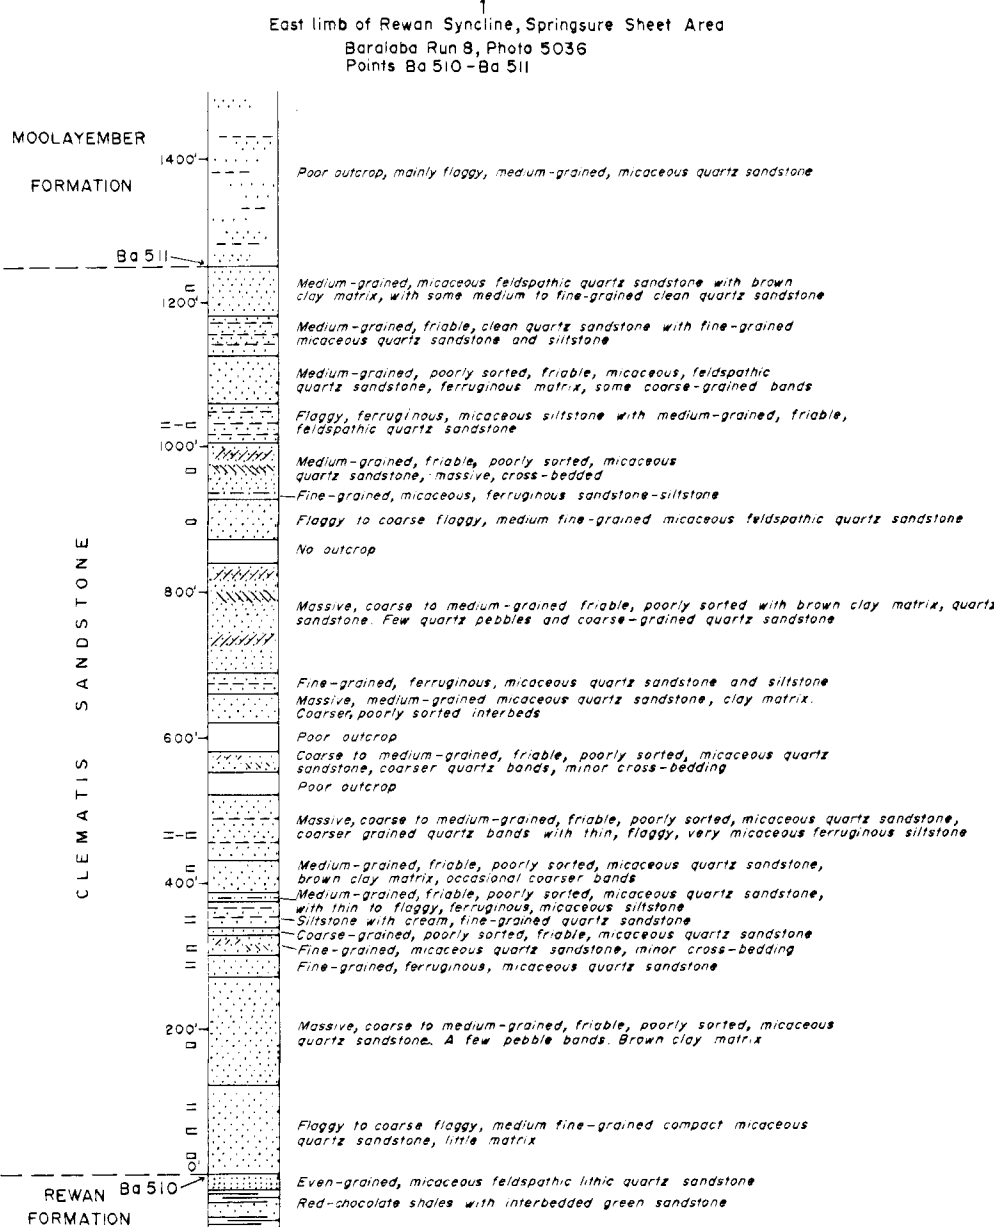 East limb of Rewan Syncline, Springsure Sheet Area
Baralaba Run 8, Photo 5036
Points Ba 510-Ba 511
MOOLAYEMBER
FORMATION
1400'
Poor outcrop, mainly flaggy, medium-grained, micaceous quartz sandstone
Ba 511
1200'
Medium-grained, micaceous feldspathic quartz sandstone with brown
clay matrix, with some medium to fine-grained clean quartz sandstone
Medium-grained, friable, clean quartz sandstone with fine-grained
micaceous quartz sandstone and siltstone
Medium-grained, poorly sorted, friable, micaceous, feldspathic
quartz sandstone, ferruginous matrix, some coarse-grained bands
Flaggy, ferruginous, micaceous siltstone with medium-grained, friable,
feldspathic quartz sandstone
1000'
Medium-grained, friable, poorly sorted, micaceous
quartz sandstone, massive, cross-bedded
Fine-grained, micaceous, ferruginous sandstone-siltstone
Flaggy to coarse flaggy, medium fine-grained micaceous feldspathic quartz sandstone
No outcrop
CLEMATIS SANDSTONE
800'
Massive, coarse to medium-grained friable, poorly sorted with brown clay matrix, quartz
sandstone. Few quartz pebbles and coarse-grained quartz sandstone
Fine-grained, ferruginous, micaceous quartz sandstone and siltstone
Massive, medium-grained micaceous quartz sandstone, clay matrix.
Coarser, poorly sorted interbeds
600'
Poor outcrop
Coarse to medium-grained, friable, poorly sorted, micaceous quartz
sandstone, coarser quartz bands, minor cross-bedding
Poor outcrop
Massive, coarse to medium-grained, friable, poorly sorted, micaceous quartz sandstone,
coarser grained quartz bands with thin, flaggy, very micaceous ferruginous siltstone
Medium-grained, friable, poorly sorted, micaceous quartz sandstone,
brown clay matrix, occasional coarser bands
400'
Medium-grained, friable, poorly sorted, micaceous quartz sandstone,
with thin to flaggy, ferruginous, micaceous siltstone
Siltstone with cream, fine-grained quartz sandstone
Coarse-grained, poorly sorted, friable, micaceous quartz sandstone
Fine-grained, micaceous quartz sandstone, minor cross-bedding
Fine-grained, ferruginous, micaceous quartz sandstone
200'
Massive, coarse to medium-grained, friable, poorly sorted, micaceous
quartz sandstone. A few pebble bands. Brown clay matrix
Flaggy to coarse flaggy, medium fine-grained compact micaceous
quartz sandstone, little matrix
0'
Ba 510
Even-grained, micaceous feldspathic lithic quartz sandstone
REWAN
FORMATION
Red-chocolate shales with interbedded green sandstone